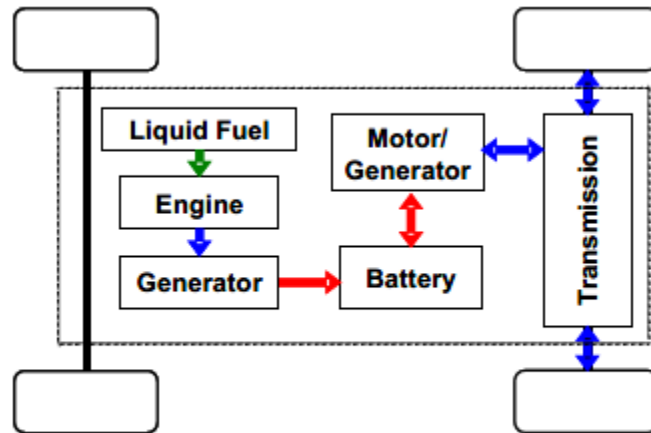 Liquid Fuel
Engine
Generator
Motor/
Generator
Battery
Transmission